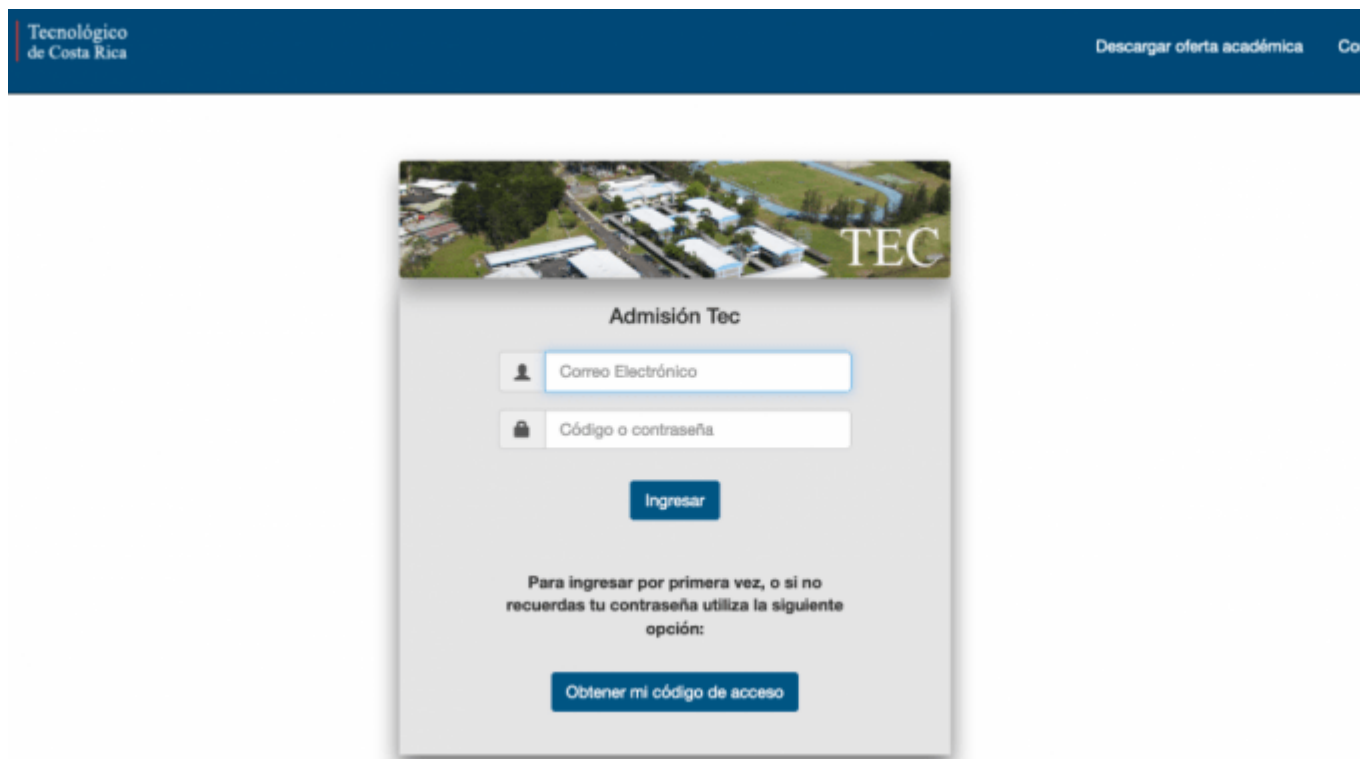 Tecnológico
de Costa Rica
Descargar oferta académica
TEC
Admisión Tec
Correo Electrónico
Código o contraseña
Ingresar
Para ingresar por primera vez, o si no
recuerdas tu contraseña utiliza la siguiente
opción:
Obtener mi código de acceso